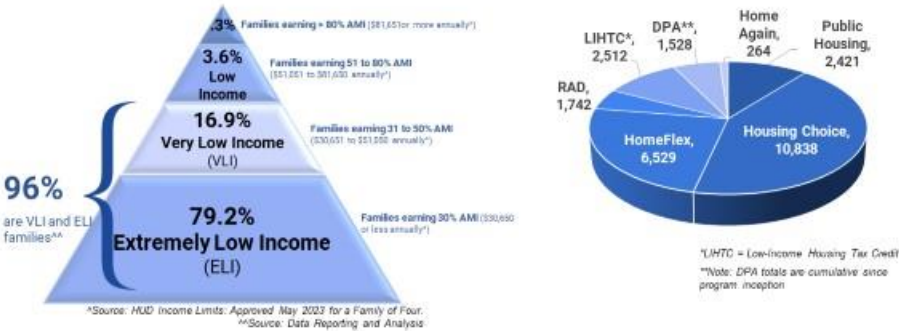 .3%
Families earning > 80% AMI ($81,651or more annually^)
3.6%
Low
Income
Families earning 51 to 80% AMI
($51,051 to $81,650 annually^)
16.9%
Very Low Income
(VLI)
Families earning 31 to 50% AMI
($30,651 to $51,050 annually^)
96%
are VLI and ELI
families^^
79.2%
Extremely Low Income
(ELI)
Families earning 30% AMI ($30,650
or less annually^)
^Source: HUD Income Limits: Approved May 2023 for a Family of Four.
^^Source: Data Reporting and Analysis
Home
Again,
264
Public
Housing,
2,421
DPA**,
1,528
LIHTC*,
2,512
RAD,
1,742
HomeFlex,
6,529
Housing Choice,
10,838
*LIHTC = Low-Income Housing Tax Credit
**Note: DPA totals are cumulative since
program inception